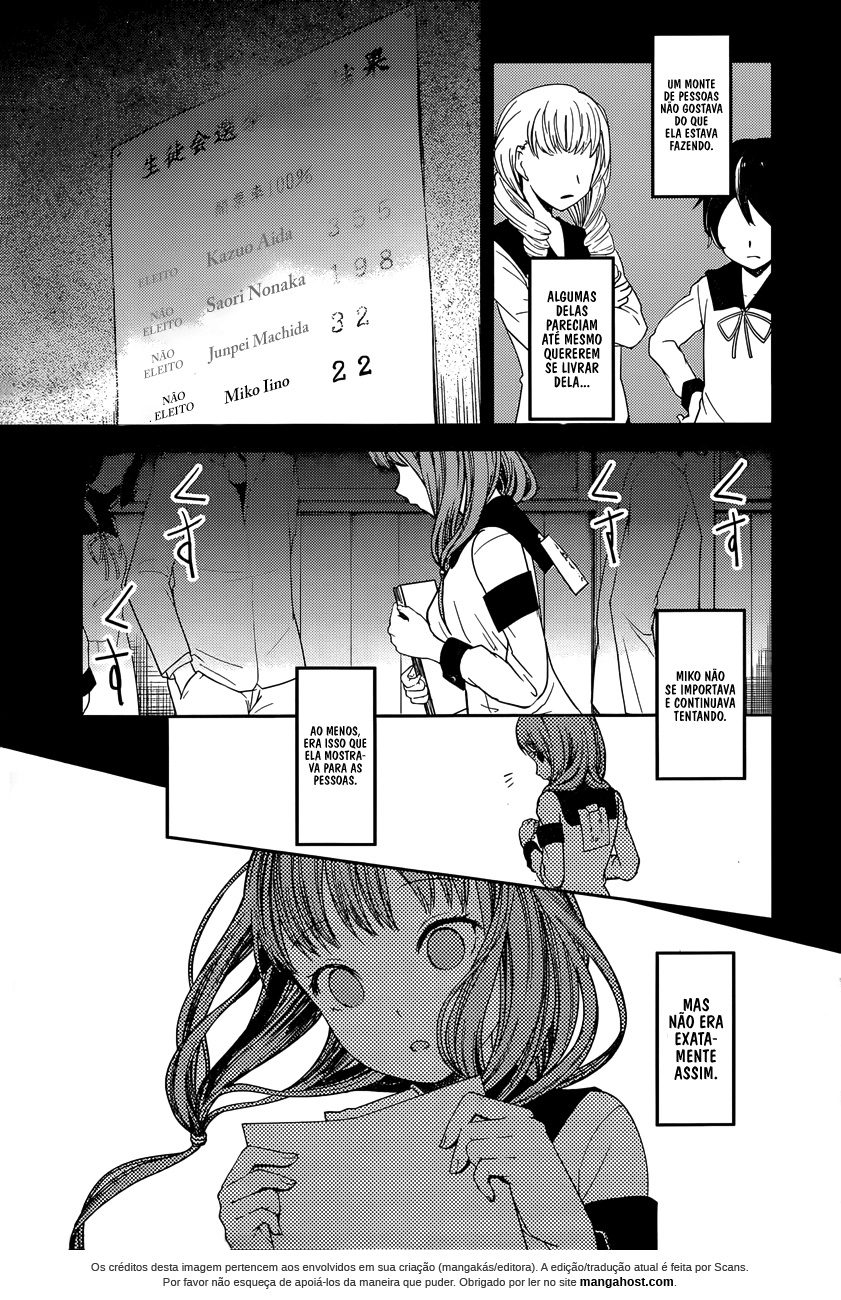 UM MONTE
DE PESSOAS
NÃO GOSTAVA
DO QUE
ELA ESTAVA
FAZENDO.
ALGUMAS
DELAS
PARECIAM
ATÉ MESMO
QUEREREM
SE LIVRAR
DELA...
生徒会選
結果
開票率100%
ELEITO Kazuo Aida 355
NÃO
ELEITO Saori Nonaka 198
NÃO
ELEITO Junpei Machida 32
NÃO
ELEITO Miko Iino 22
くす
くす
くす
くす
MIKO NÃO
SE IMPORTAVA
E CONTINUAVA
TENTANDO.
AO MENOS,
ERA ISSO QUE
ELA MOSTRA-
VA PARA AS
PESSOAS.
MAS
NÃO ERA
EXATA-
MENTE
ASSIM.
Os créditos desta imagem pertencem aos envolvidos em sua criação (mangakás/editora). A edição/tradução atual é feita por Scans.
Por favor não esqueça de apoiá-los da maneira que puder. Obrigado por ler no site mangahost.com.